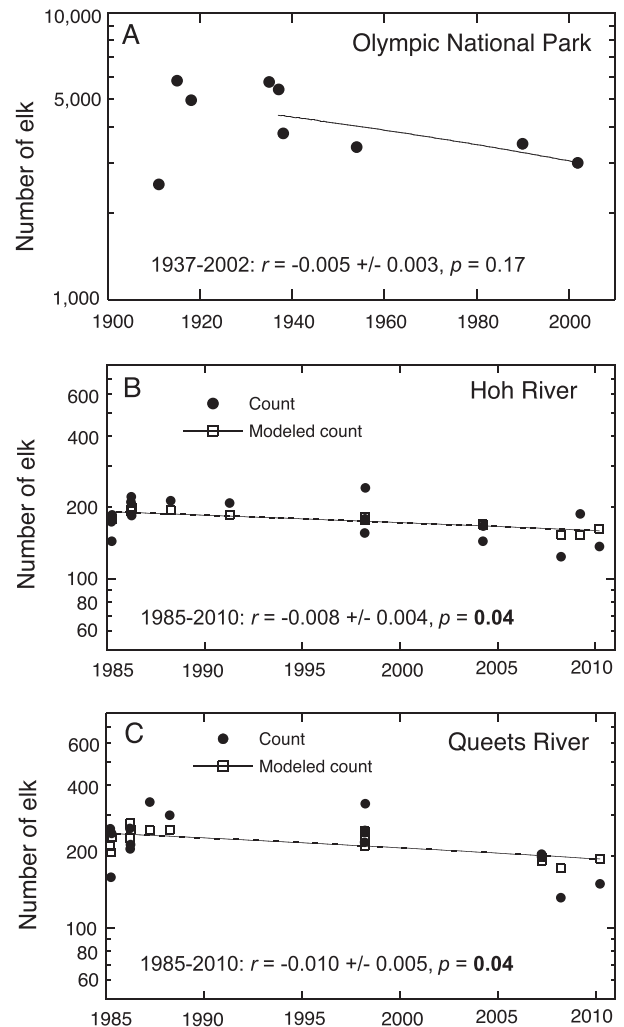 A
Olympic National Park
10,000
5,000
1,000
Number of elk
1937-2002: r = -0.005 +/- 0.003, p = 0.17
1900 1920 1940 1960 1980 2000
B
Hoh River
Count
Modeled count
600
400
200
100
80
60
Number of elk
1985-2010: r = -0.008 +/- 0.004, p = 0.04
1985 1990 1995 2000 2005 2010
C
Queets River
Count
Modeled count
600
400
200
100
80
60
Number of elk
1985-2010: r = -0.010 +/- 0.005, p = 0.04
1985 1990 1995 2000 2005 2010